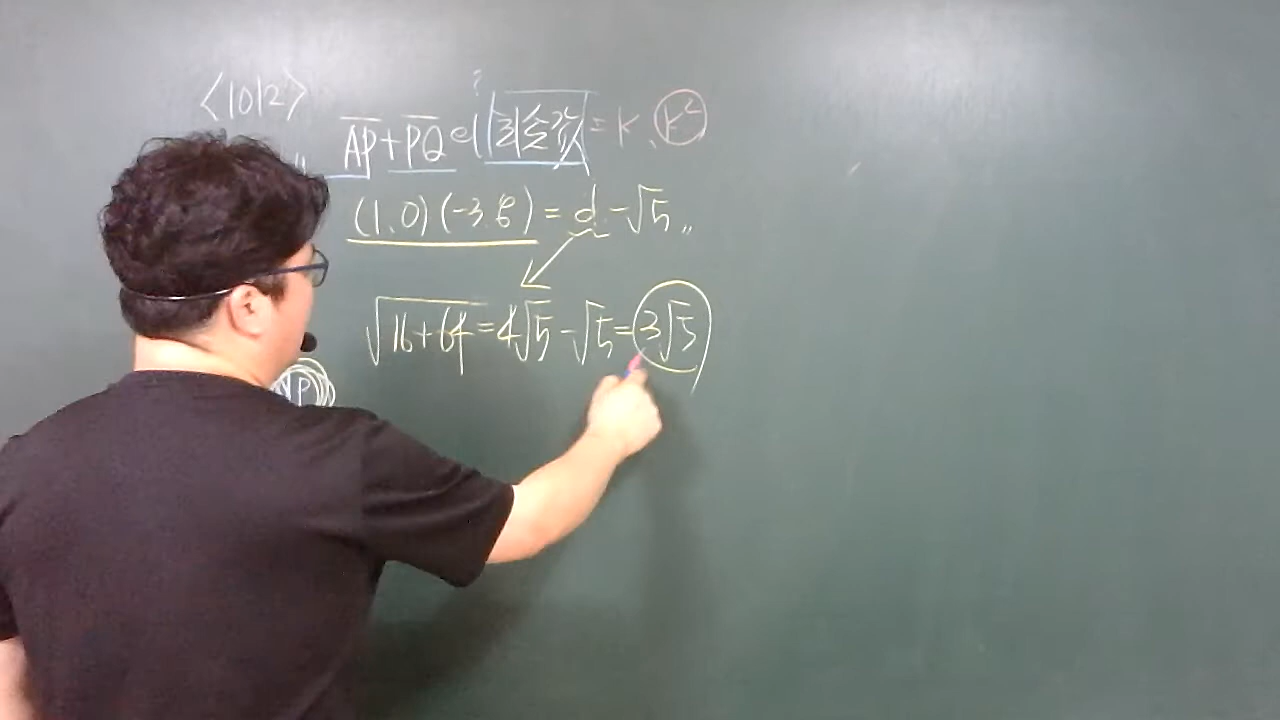 <1012>
AP+PQ의 최솟값 = K, K²
(1,0)(-3,8) = d - √5 〃
√16+64 = 4√5 - √5 = 3√5
P